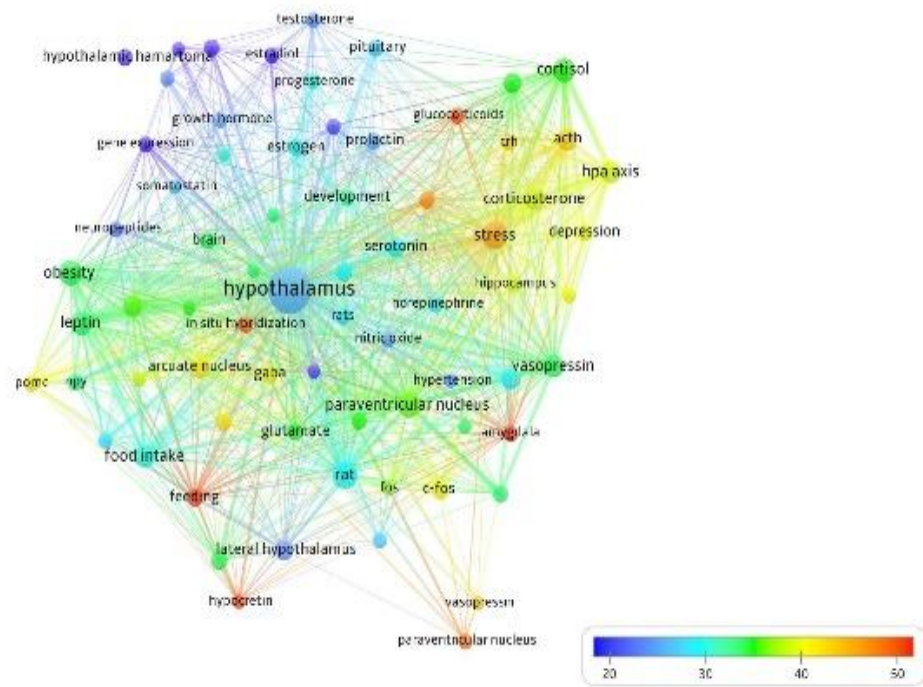 testosterone
hypothalamic hamartoma
estradiol
pituitary
cortisol
progesterone
growth hormone
glucocorticoids
gene expression
estrogen
prolactin
trh
acth
hpa axis
somatostatin
development
corticosterone
neuropeptides
brain
serotonin
stress
depression
obesity
hypothalamus
hippocampus
norepinephrine
leptin
in situ hybridization
rats
nitric oxide
arcuate nucleus
gaba
vasopressin
pomc
npy
hypertension
paraventricular nucleus
glutamate
amygdala
food intake
rat
feeding
fos
c-fos
lateral hypothalamus
hypocretin
vasopressin
paraventricular nucleus
20
30
40
50